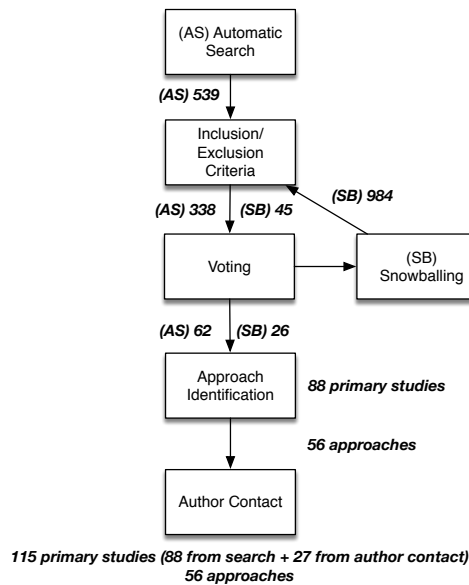 (AS) Automatic
Search
(AS) 539
Inclusion/
Exclusion
Criteria
(SB) 984
(AS) 338 (SB) 45
Voting
(SB)
Snowballing
(AS) 62 (SB) 26
Approach
Identification
88 primary studies
56 approaches
Author Contact
115 primary studies (88 from search + 27 from author contact)
56 approaches